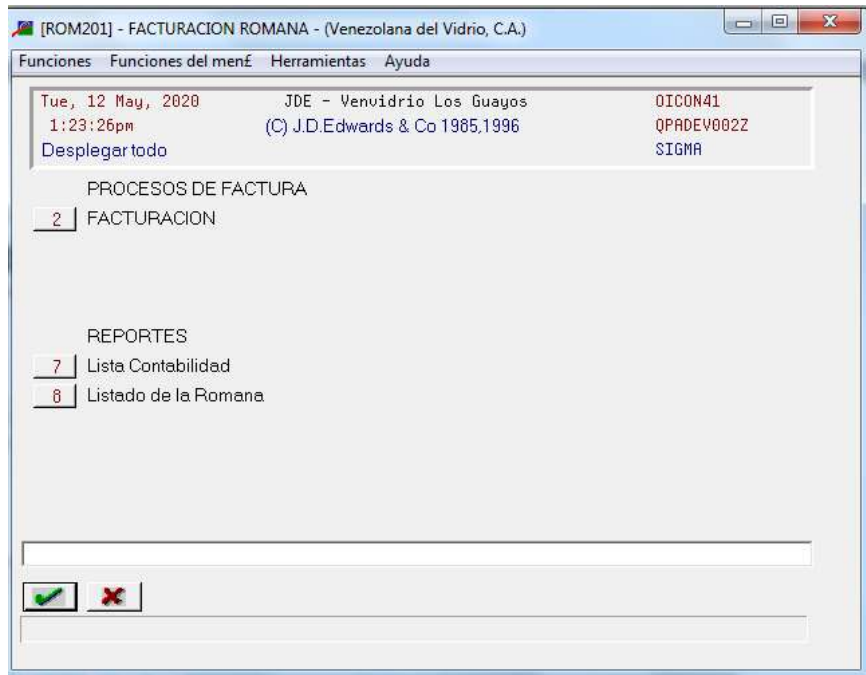 [ROM201] - FACTURACION ROMANA - (Venezolana del Vidrio, C.A.)
Funciones Funciones del men£ Herramientas Ayuda
Tue, 12 May, 2020 JDE - Venvidrio Los Guayos OICON41
1:23:26pm (C) J.D.Edwards & Co 1985,1996 QPADEV002Z
Desplegar todo SIGMA
PROCESOS DE FACTURA
2 FACTURACION
REPORTES
7 Lista Contabilidad
8 Listado de la Romana